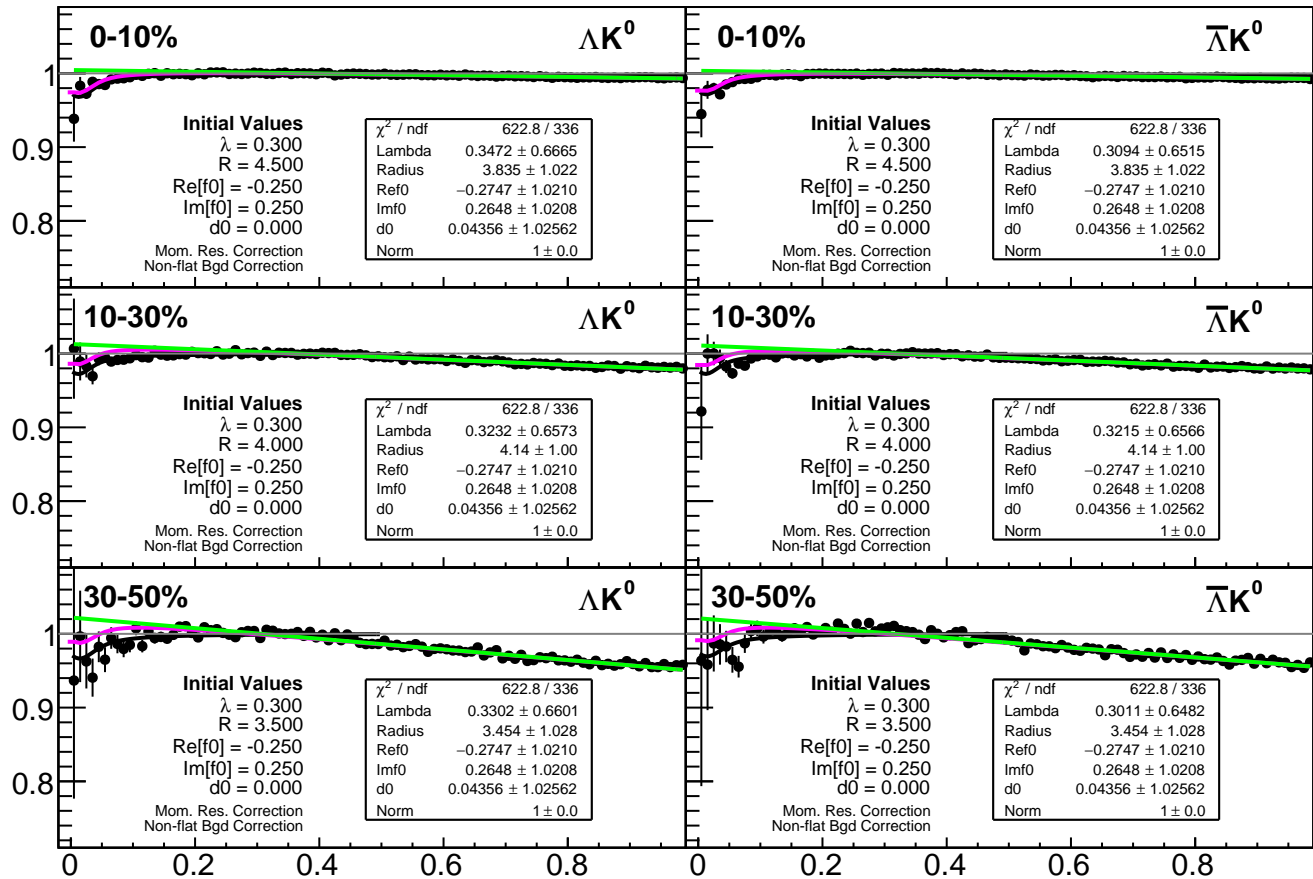 0-10%
ΛK⁰
Initial Values
λ = 0.300
R = 4.500
Re[f0] = -0.250
Im[f0] = 0.250
d0 = 0.000
Mom. Res. Correction
Non-flat Bgd Correction
χ² / ndf 622.8 / 336
Lambda 0.3472 ± 0.6665
Radius 3.835 ± 1.022
Ref0 −0.2747 ± 1.0210
Imf0 0.2648 ± 1.0208
d0 0.04356 ± 1.02562
Norm 1 ± 0.0
1
0.9
0.8
0-10%
Λ̅K⁰
Initial Values
λ = 0.300
R = 4.500
Re[f0] = -0.250
Im[f0] = 0.250
d0 = 0.000
Mom. Res. Correction
Non-flat Bgd Correction
χ² / ndf 622.8 / 336
Lambda 0.3094 ± 0.6515
Radius 3.835 ± 1.022
Ref0 −0.2747 ± 1.0210
Imf0 0.2648 ± 1.0208
d0 0.04356 ± 1.02562
Norm 1 ± 0.0
10-30%
ΛK⁰
Initial Values
λ = 0.300
R = 4.000
Re[f0] = -0.250
Im[f0] = 0.250
d0 = 0.000
Mom. Res. Correction
Non-flat Bgd Correction
χ² / ndf 622.8 / 336
Lambda 0.3232 ± 0.6573
Radius 4.14 ± 1.00
Ref0 −0.2747 ± 1.0210
Imf0 0.2648 ± 1.0208
d0 0.04356 ± 1.02562
Norm 1 ± 0.0
1
0.9
0.8
10-30%
Λ̅K⁰
Initial Values
λ = 0.300
R = 4.000
Re[f0] = -0.250
Im[f0] = 0.250
d0 = 0.000
Mom. Res. Correction
Non-flat Bgd Correction
χ² / ndf 622.8 / 336
Lambda 0.3215 ± 0.6566
Radius 4.14 ± 1.00
Ref0 −0.2747 ± 1.0210
Imf0 0.2648 ± 1.0208
d0 0.04356 ± 1.02562
Norm 1 ± 0.0
30-50%
ΛK⁰
Initial Values
λ = 0.300
R = 3.500
Re[f0] = -0.250
Im[f0] = 0.250
d0 = 0.000
Mom. Res. Correction
Non-flat Bgd Correction
χ² / ndf 622.8 / 336
Lambda 0.3302 ± 0.6601
Radius 3.454 ± 1.028
Ref0 −0.2747 ± 1.0210
Imf0 0.2648 ± 1.0208
d0 0.04356 ± 1.02562
Norm 1 ± 0.0
1
0.9
0.8
30-50%
Λ̅K⁰
Initial Values
λ = 0.300
R = 3.500
Re[f0] = -0.250
Im[f0] = 0.250
d0 = 0.000
Mom. Res. Correction
Non-flat Bgd Correction
χ² / ndf 622.8 / 336
Lambda 0.3011 ± 0.6482
Radius 3.454 ± 1.028
Ref0 −0.2747 ± 1.0210
Imf0 0.2648 ± 1.0208
d0 0.04356 ± 1.02562
Norm 1 ± 0.0
0 0.2 0.4 0.6 0.8 0 0.2 0.4 0.6 0.8